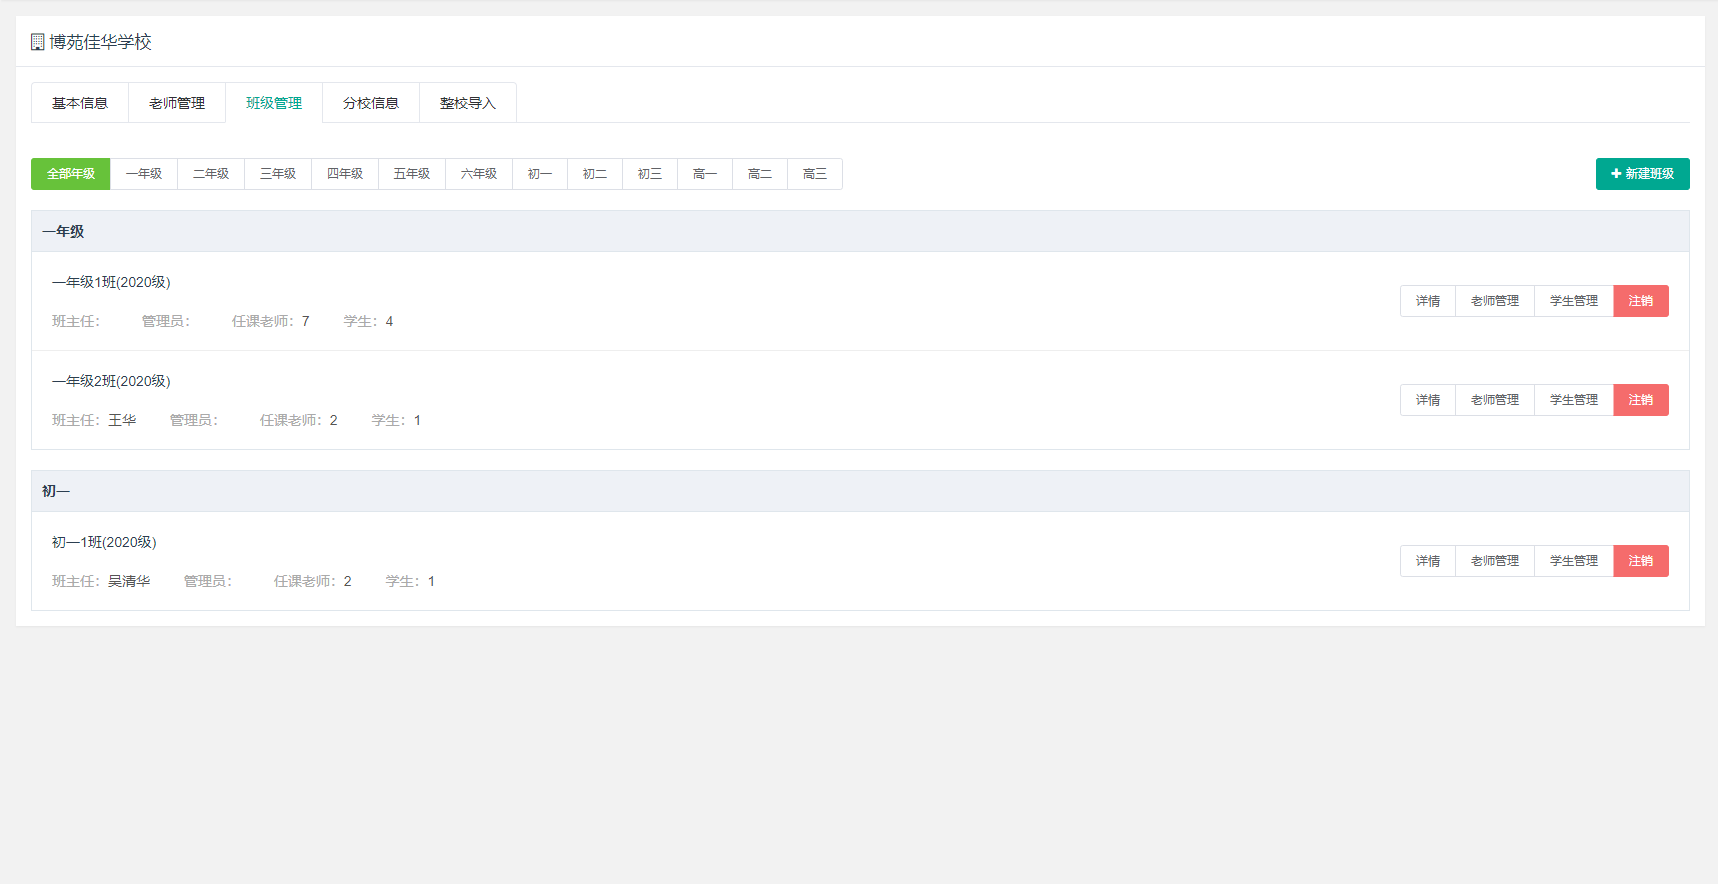 博苑佳华学校
基本信息 老师管理 班级管理 分校信息 整校导入
全部年级 一年级 二年级 三年级 四年级 五年级 六年级 初一 初二 初三 高一 高二 高三 新建班级
一年级
一年级1班(2020级)
详情 老师管理 学生管理 注销
班主任： 管理员： 任课老师：7 学生：4
一年级2班(2020级)
详情 老师管理 学生管理 注销
班主任：王华 管理员： 任课老师：2 学生：1
初一
初一1班(2020级)
详情 老师管理 学生管理 注销
班主任：吴清华 管理员： 任课老师：2 学生：1